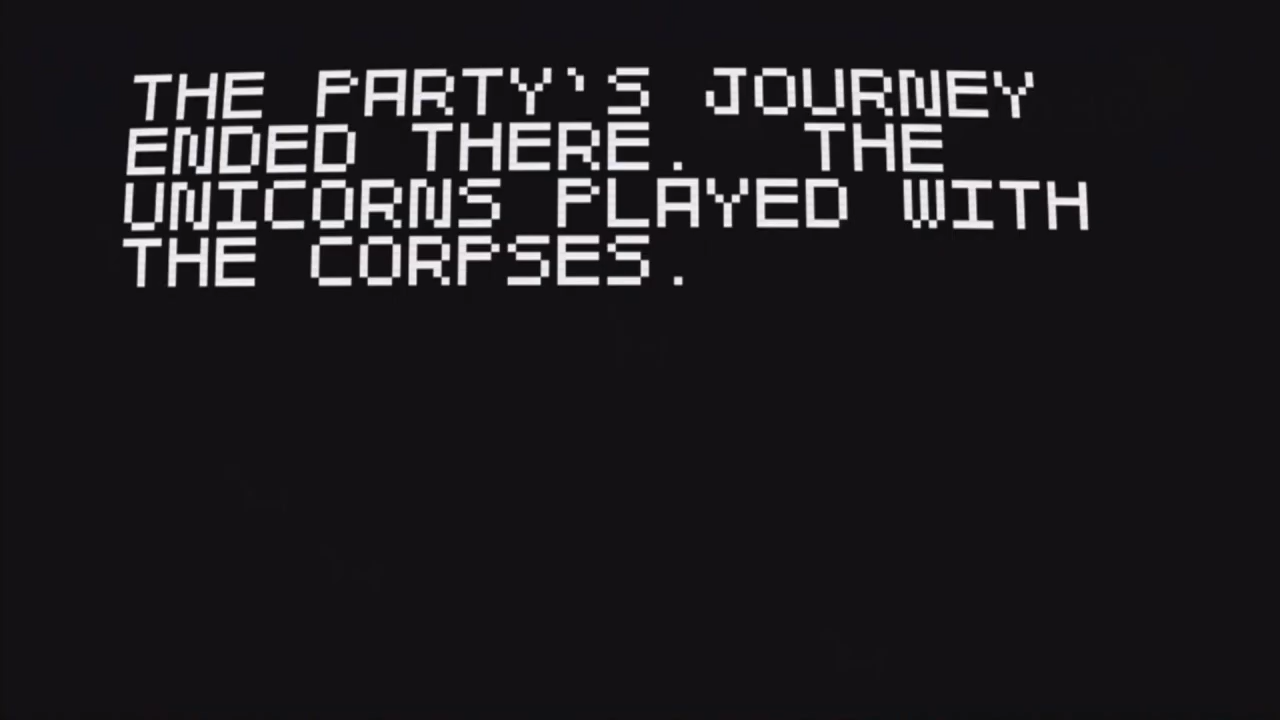 THE PARTY'S JOURNEY
ENDED THERE. THE
UNICORNS PLAYED WITH
THE CORPSES.